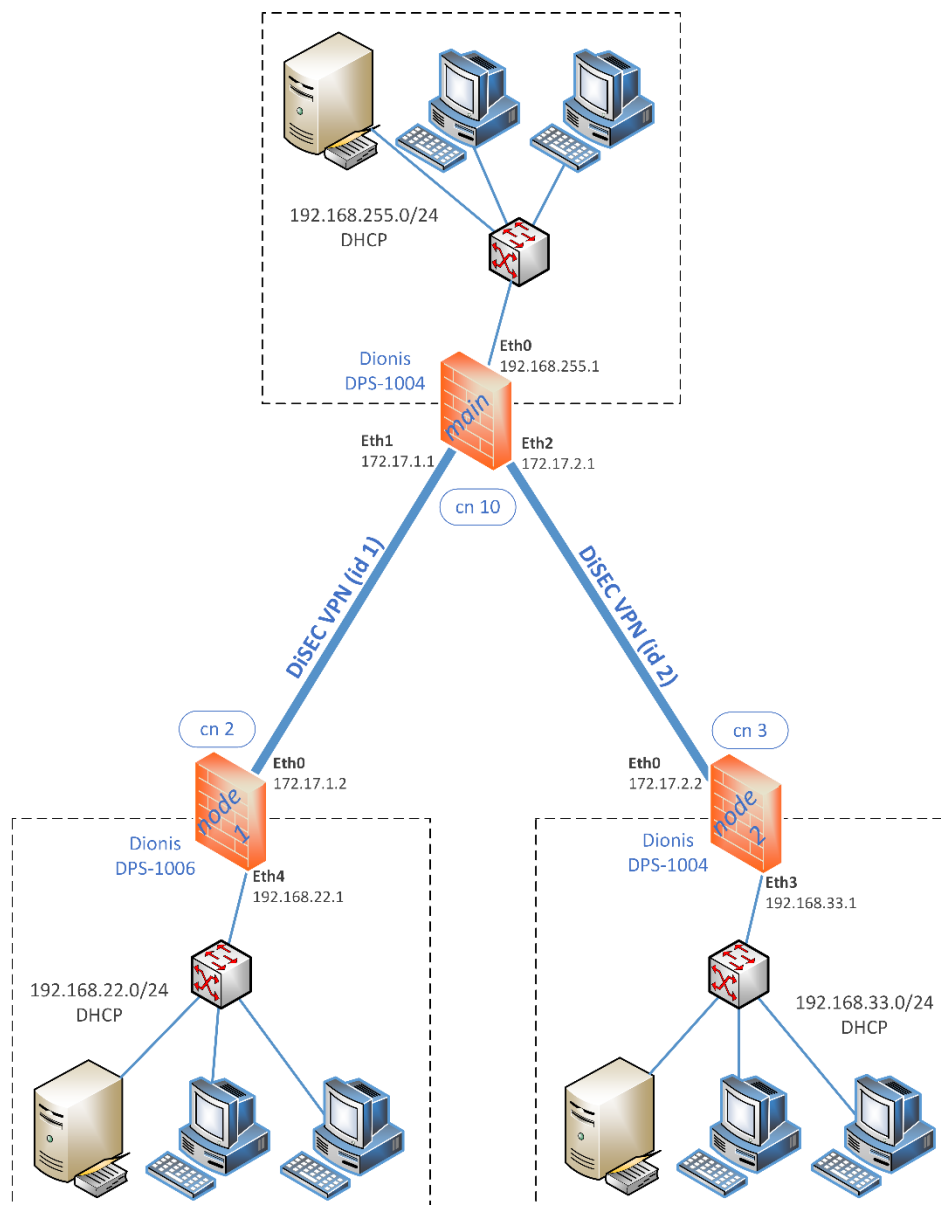 192.168.255.0/24
DHCP
Eth0
192.168.255.1
Dionis
DPS-1004
main
Eth1
172.17.1.1
Eth2
172.17.2.1
cn 10
DiSEC VPN (id 1)
DiSEC VPN (id 2)
cn 2
cn 3
Eth0
172.17.1.2
Eth0
172.17.2.2
node
1
node
2
Dionis
DPS-1006
Dionis
DPS-1004
Eth4
192.168.22.1
Eth3
192.168.33.1
192.168.22.0/24
DHCP
192.168.33.0/24
DHCP